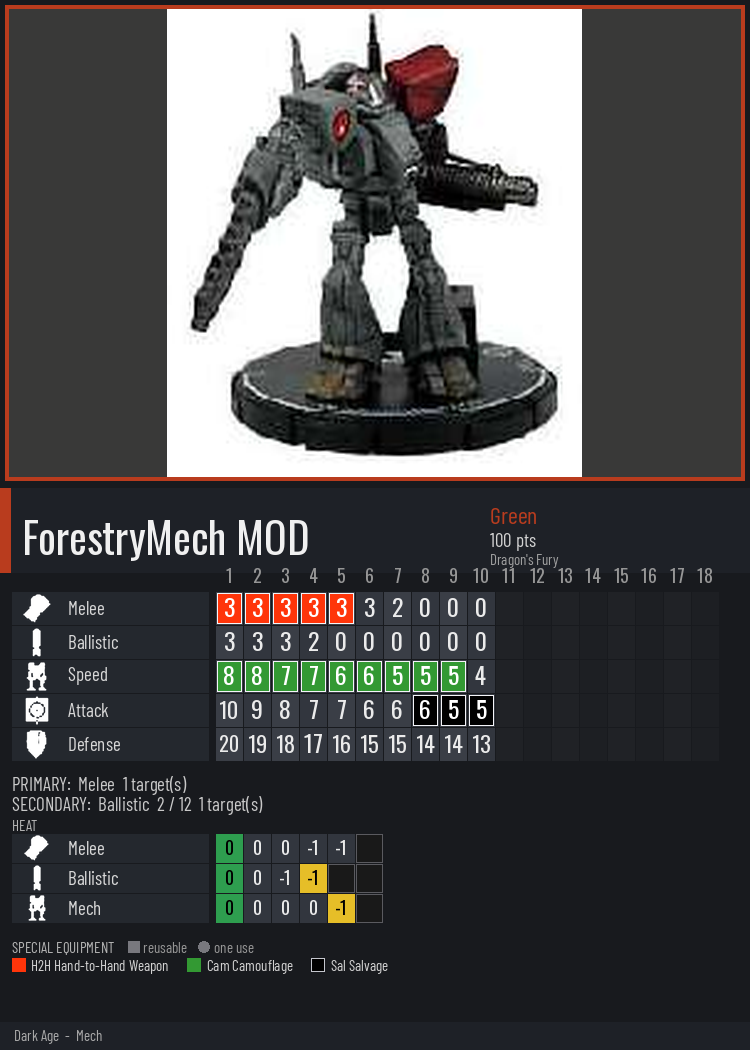 ForestryMech MOD
Green
100 pts
Dragon's Fury
1 2 3 4 5 6 7 8 9 10 11 12 13 14 15 16 17 18
Melee 3 3 3 3 3 3 2 0 0 0
Ballistic 3 3 3 2 0 0 0 0 0 0
Speed 8 8 7 7 6 6 5 5 5 4
Attack 10 9 8 7 7 6 6 6 5 5
Defense 20 19 18 17 16 15 15 14 14 13
PRIMARY: Melee 1 target(s)
SECONDARY: Ballistic 2 / 12 1 target(s)
HEAT
Melee 0 0 0 -1 -1
Ballistic 0 0 -1 -1
Mech 0 0 0 0 -1
SPECIAL EQUIPMENT reusable one use
H2H Hand-to-Hand Weapon Cam Camouflage Sal Salvage
Dark Age - Mech